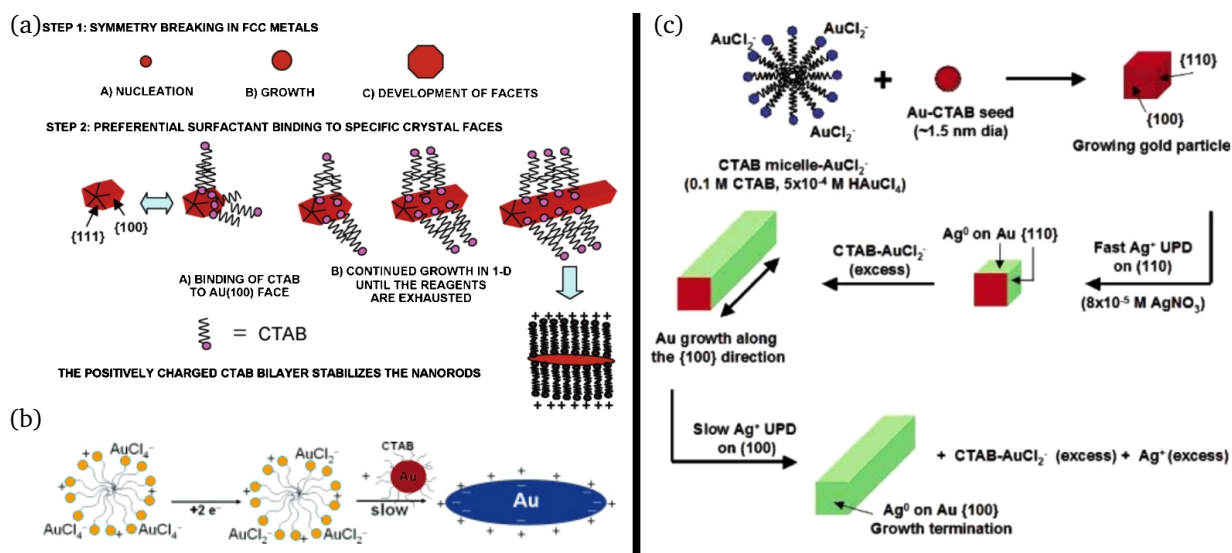 (a)
STEP 1: SYMMETRY BREAKING IN FCC METALS
A) NUCLEATION
B) GROWTH
C) DEVELOPMENT OF FACETS
STEP 2: PREFERENTIAL SURFACTANT BINDING TO SPECIFIC CRYSTAL FACES
{111}
{100}
A) BINDING OF CTAB
TO AU(100) FACE
B) CONTINUED GROWTH IN 1-D
UNTIL THE REAGENTS
ARE EXHAUSTED
= CTAB
+ + + + + + + +
+ + + + + + + +
THE POSITIVELY CHARGED CTAB BILAYER STABILIZES THE NANORODS
(b)
AuCl₄⁻
AuCl₄⁻
AuCl₄⁻
+2 e⁻
AuCl₂⁻
AuCl₂⁻
AuCl₂⁻
CTAB
Au
slow
Au
(c)
AuCl₂⁻
AuCl₂⁻
AuCl₂⁻
AuCl₂⁻
+
CTAB micelle-AuCl₂⁻
(0.1 M CTAB, 5x10⁻⁴ M HAuCl₄)
Au-CTAB seed
(~1.5 nm dia)
{110}
{100}
Growing gold particle
Fast Ag⁺ UPD
on (110)
(8x10⁻⁵ M AgNO₃)
Ag⁰ on Au {110}
CTAB-AuCl₂⁻
(excess)
Au growth along
the {100} direction
Slow Ag⁺ UPD
on (100)
+ CTAB-AuCl₂⁻ (excess) + Ag⁺ (excess)
Ag⁰ on Au {100}
Growth termination